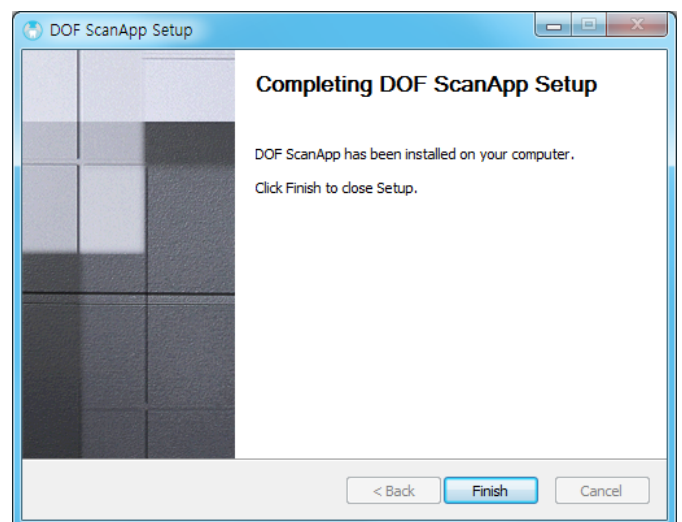 DOF ScanApp Setup
Completing DOF ScanApp Setup
DOF ScanApp has been installed on your computer.
Click Finish to close Setup.
< Back
Finish
Cancel